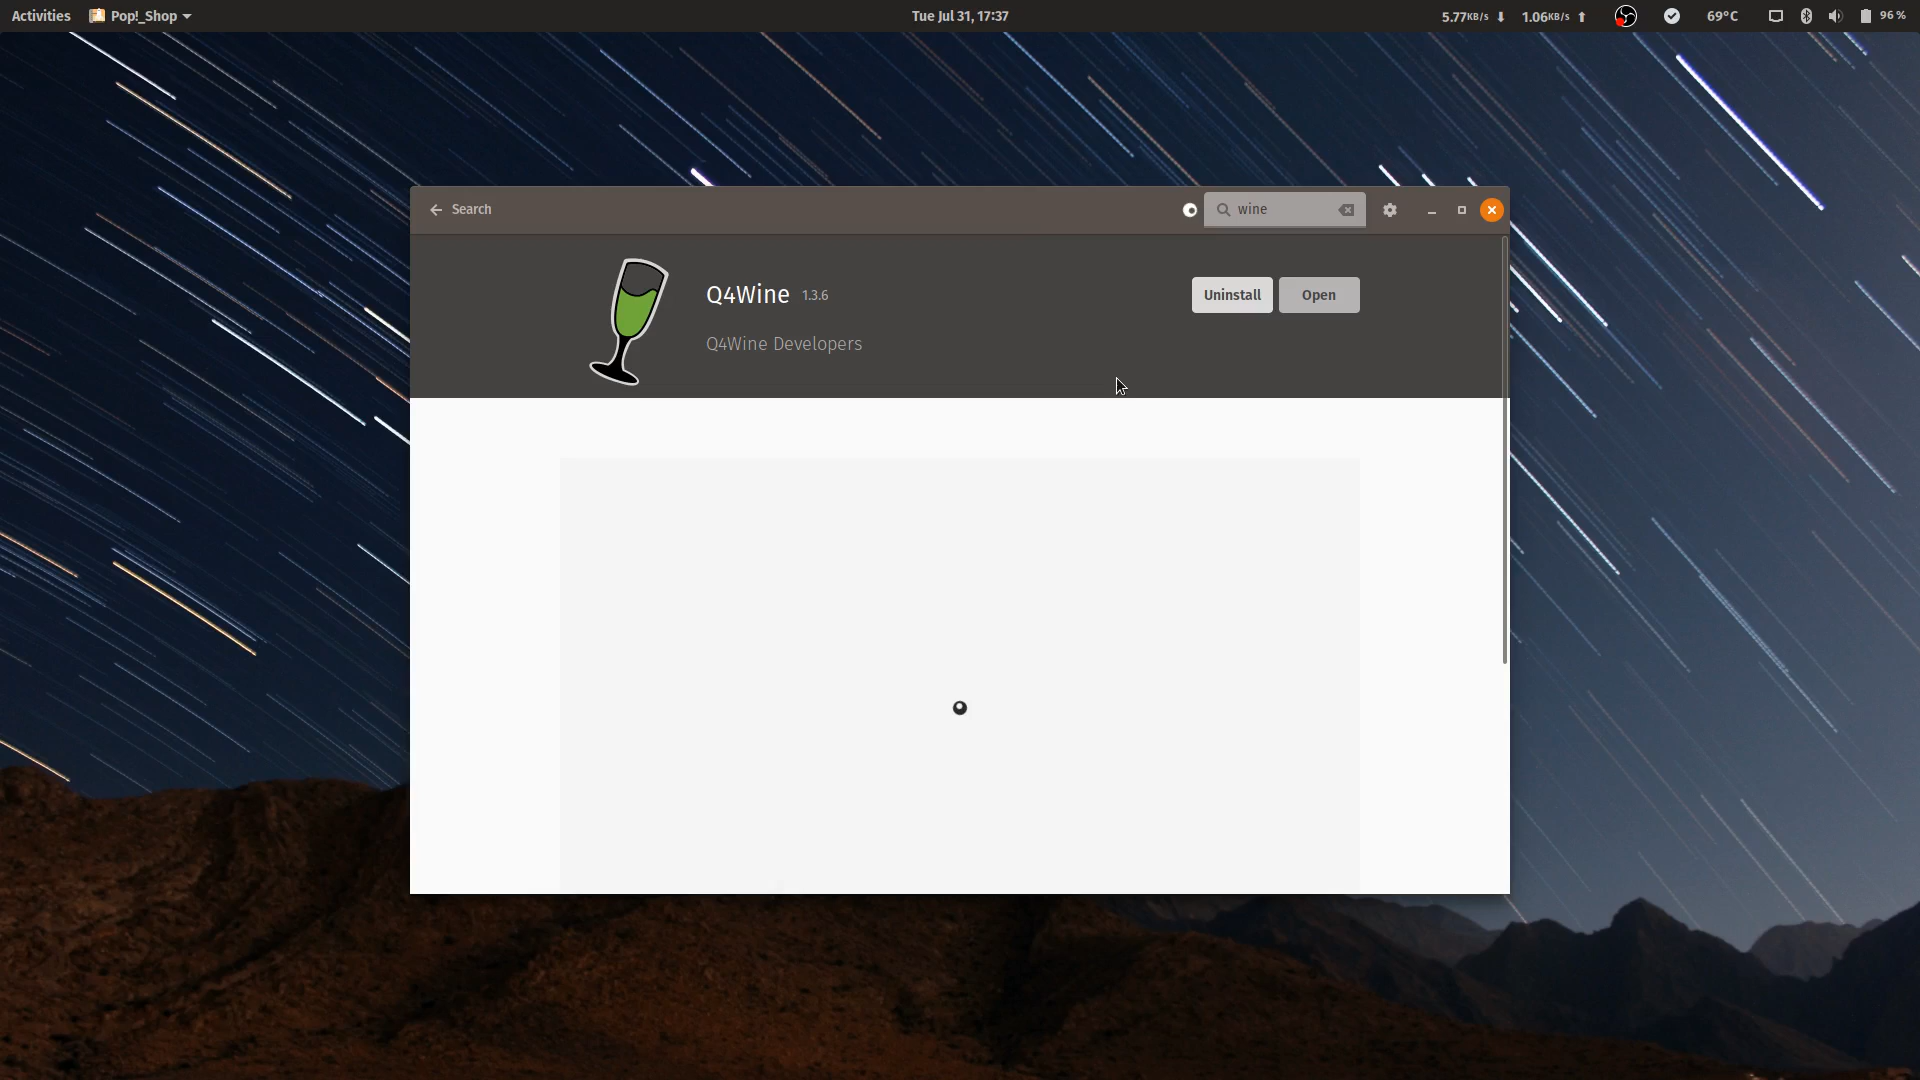 Activities
Pop!_Shop
Tue Jul 31, 17:37
5.77KB/s
1.06KB/s
69°C
96 %
Search
wine
Q4Wine 1.3.6
Uninstall
Open
Q4Wine Developers